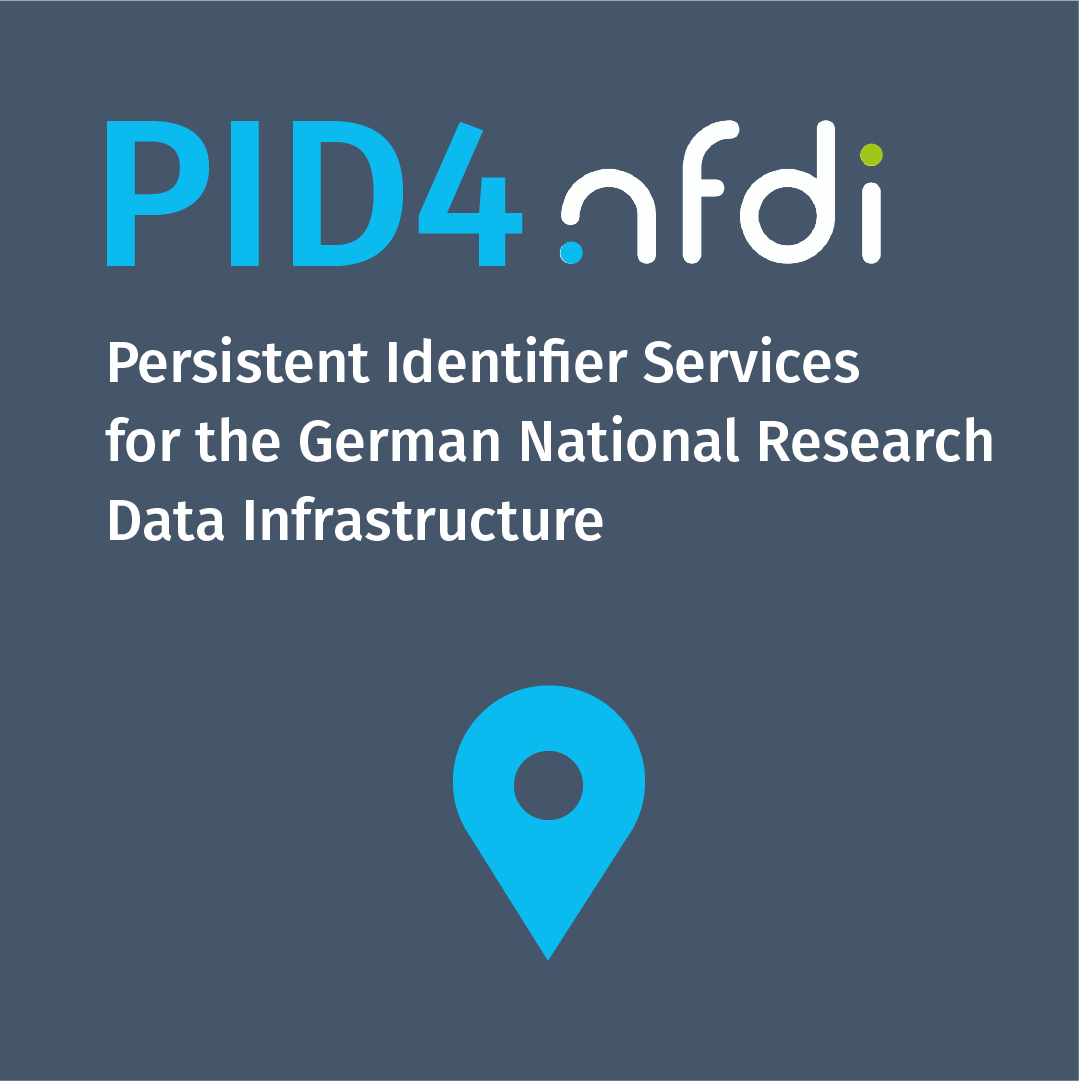 PID4nfdi
Persistent Identifier Services
for the German National Research
Data Infrastructure